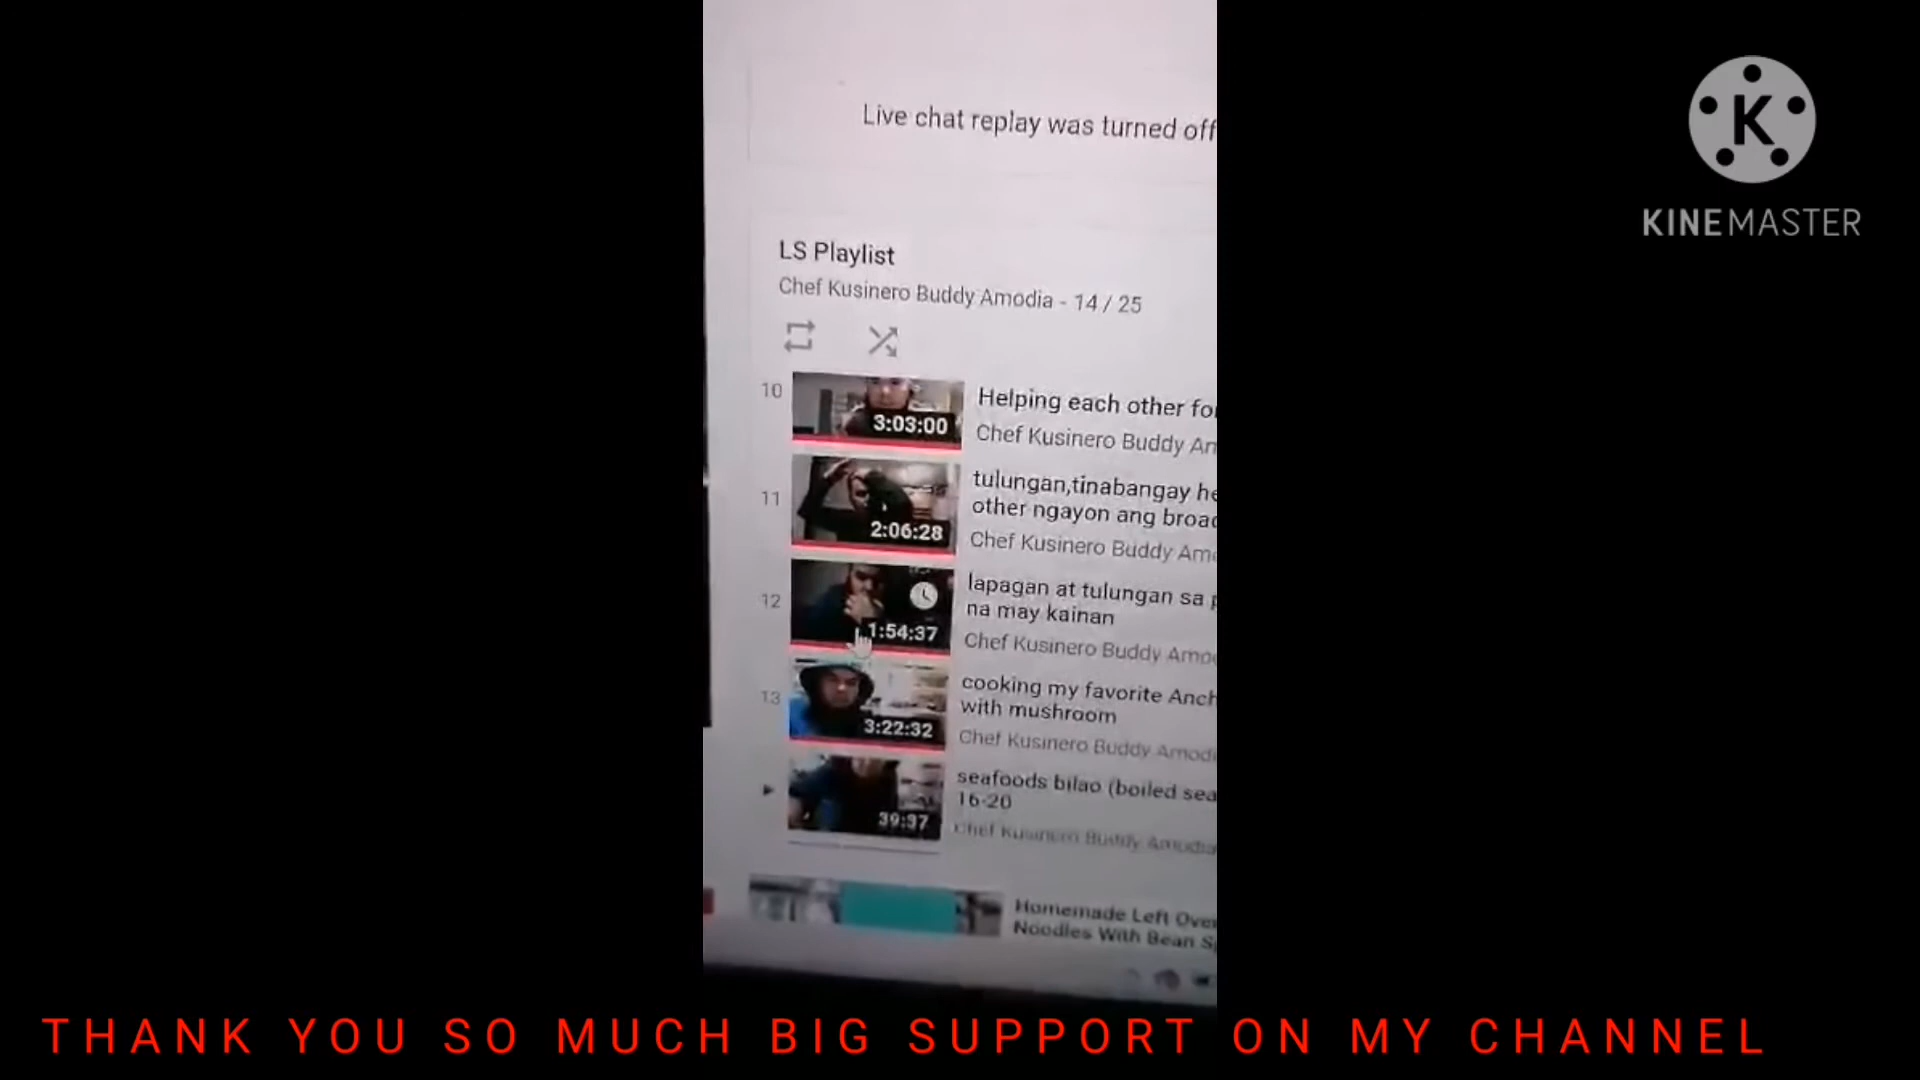 Live chat replay was turned off
K
KINEMASTER
LS Playlist
Chef Kusinero Buddy Amodia - 14 / 25
10
3:03:00
Helping each other
Chef Kusinero Buddy
11
2:06:28
tulungan,tinabangay
other ngayon ang
Chef Kusinero Buddy
12
1:54:37
lapagan at tulungan sa
na may kainan
Chef Kusinero Buddy
13
3:22:32
cooking my favorite
with mushroom
Chef Kusinero Buddy
39:37
seafoods bilao (boiled
16-20
Chef Kusinero Buddy Amodia
Homemade Left
Noodles With Bean
THANK YOU SO MUCH BIG SUPPORT ON MY CHANNEL